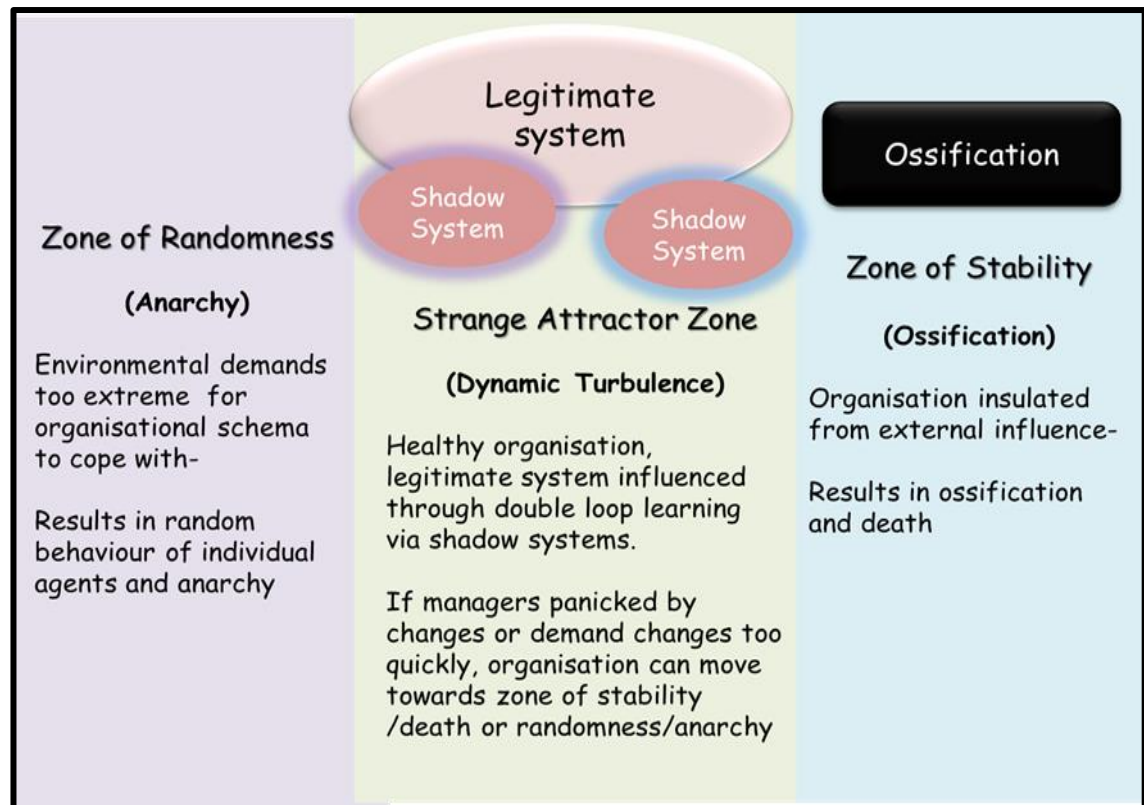 Zone of Randomness
(Anarchy)
Environmental demands
too extreme for
organisational schema
to cope with-
Results in random
behaviour of individual
agents and anarchy
Legitimate
system
Shadow
System
Shadow
System
Strange Attractor Zone
(Dynamic Turbulence)
Healthy organisation,
legitimate system influenced
through double loop learning
via shadow systems.
If managers panicked by
changes or demand changes too
quickly, organisation can move
towards zone of stability
/death or randomness/anarchy
Ossification
Zone of Stability
(Ossification)
Organisation insulated
from external influence-
Results in ossification
and death